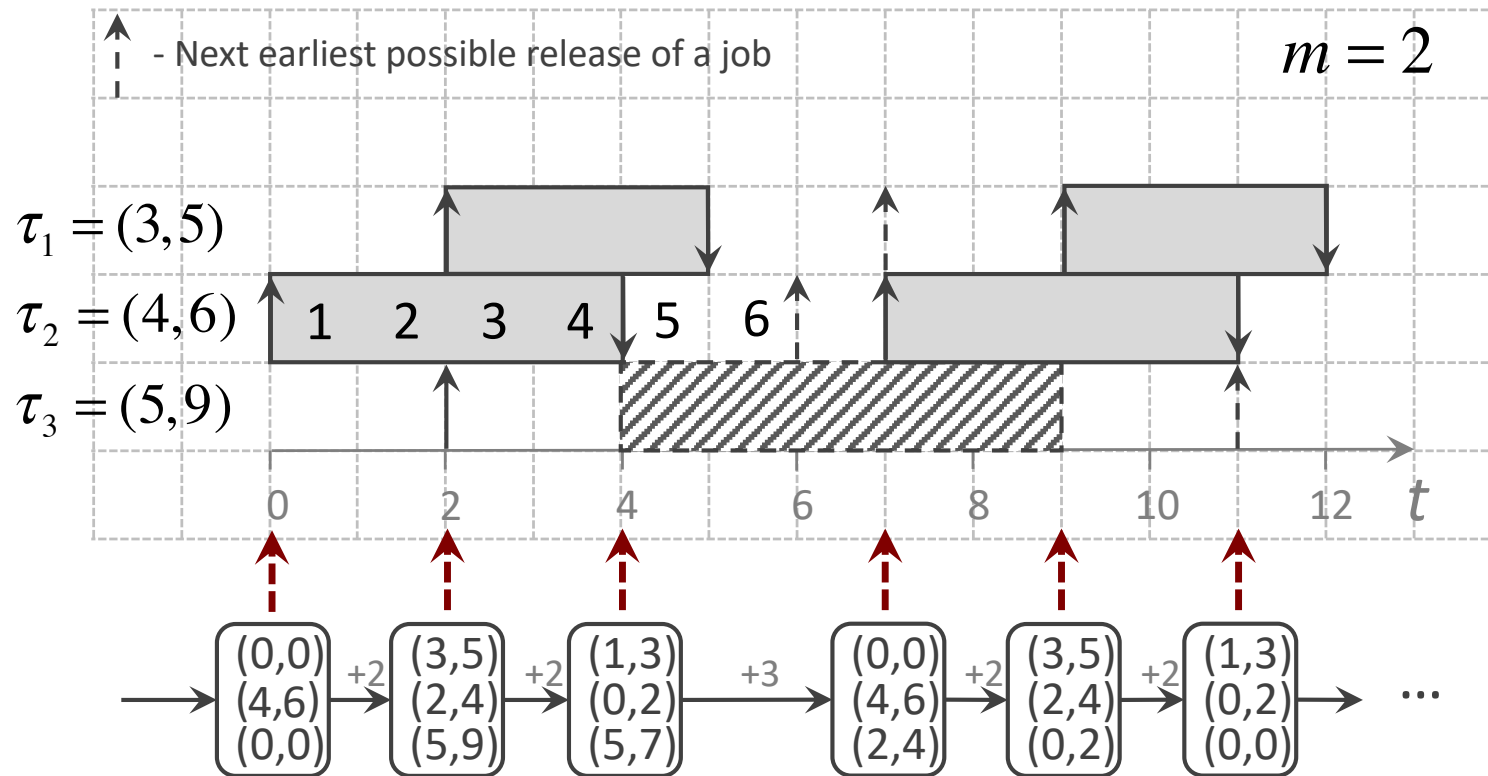 - Next earliest possible release of a job
m = 2
τ₁ = (3,5)
τ₂ = (4,6) 1 2 3 4 5 6
τ₃ = (5,9)
0 2 4 6 8 10 12 t
(0,0) (3,5) (1,3) (0,0) (3,5) (1,3)
+2 +2 +3 +2 +2
(4,6) (2,4) (0,2) (4,6) (2,4) (0,2) ...
(0,0) (5,9) (5,7) (2,4) (0,2) (0,0)